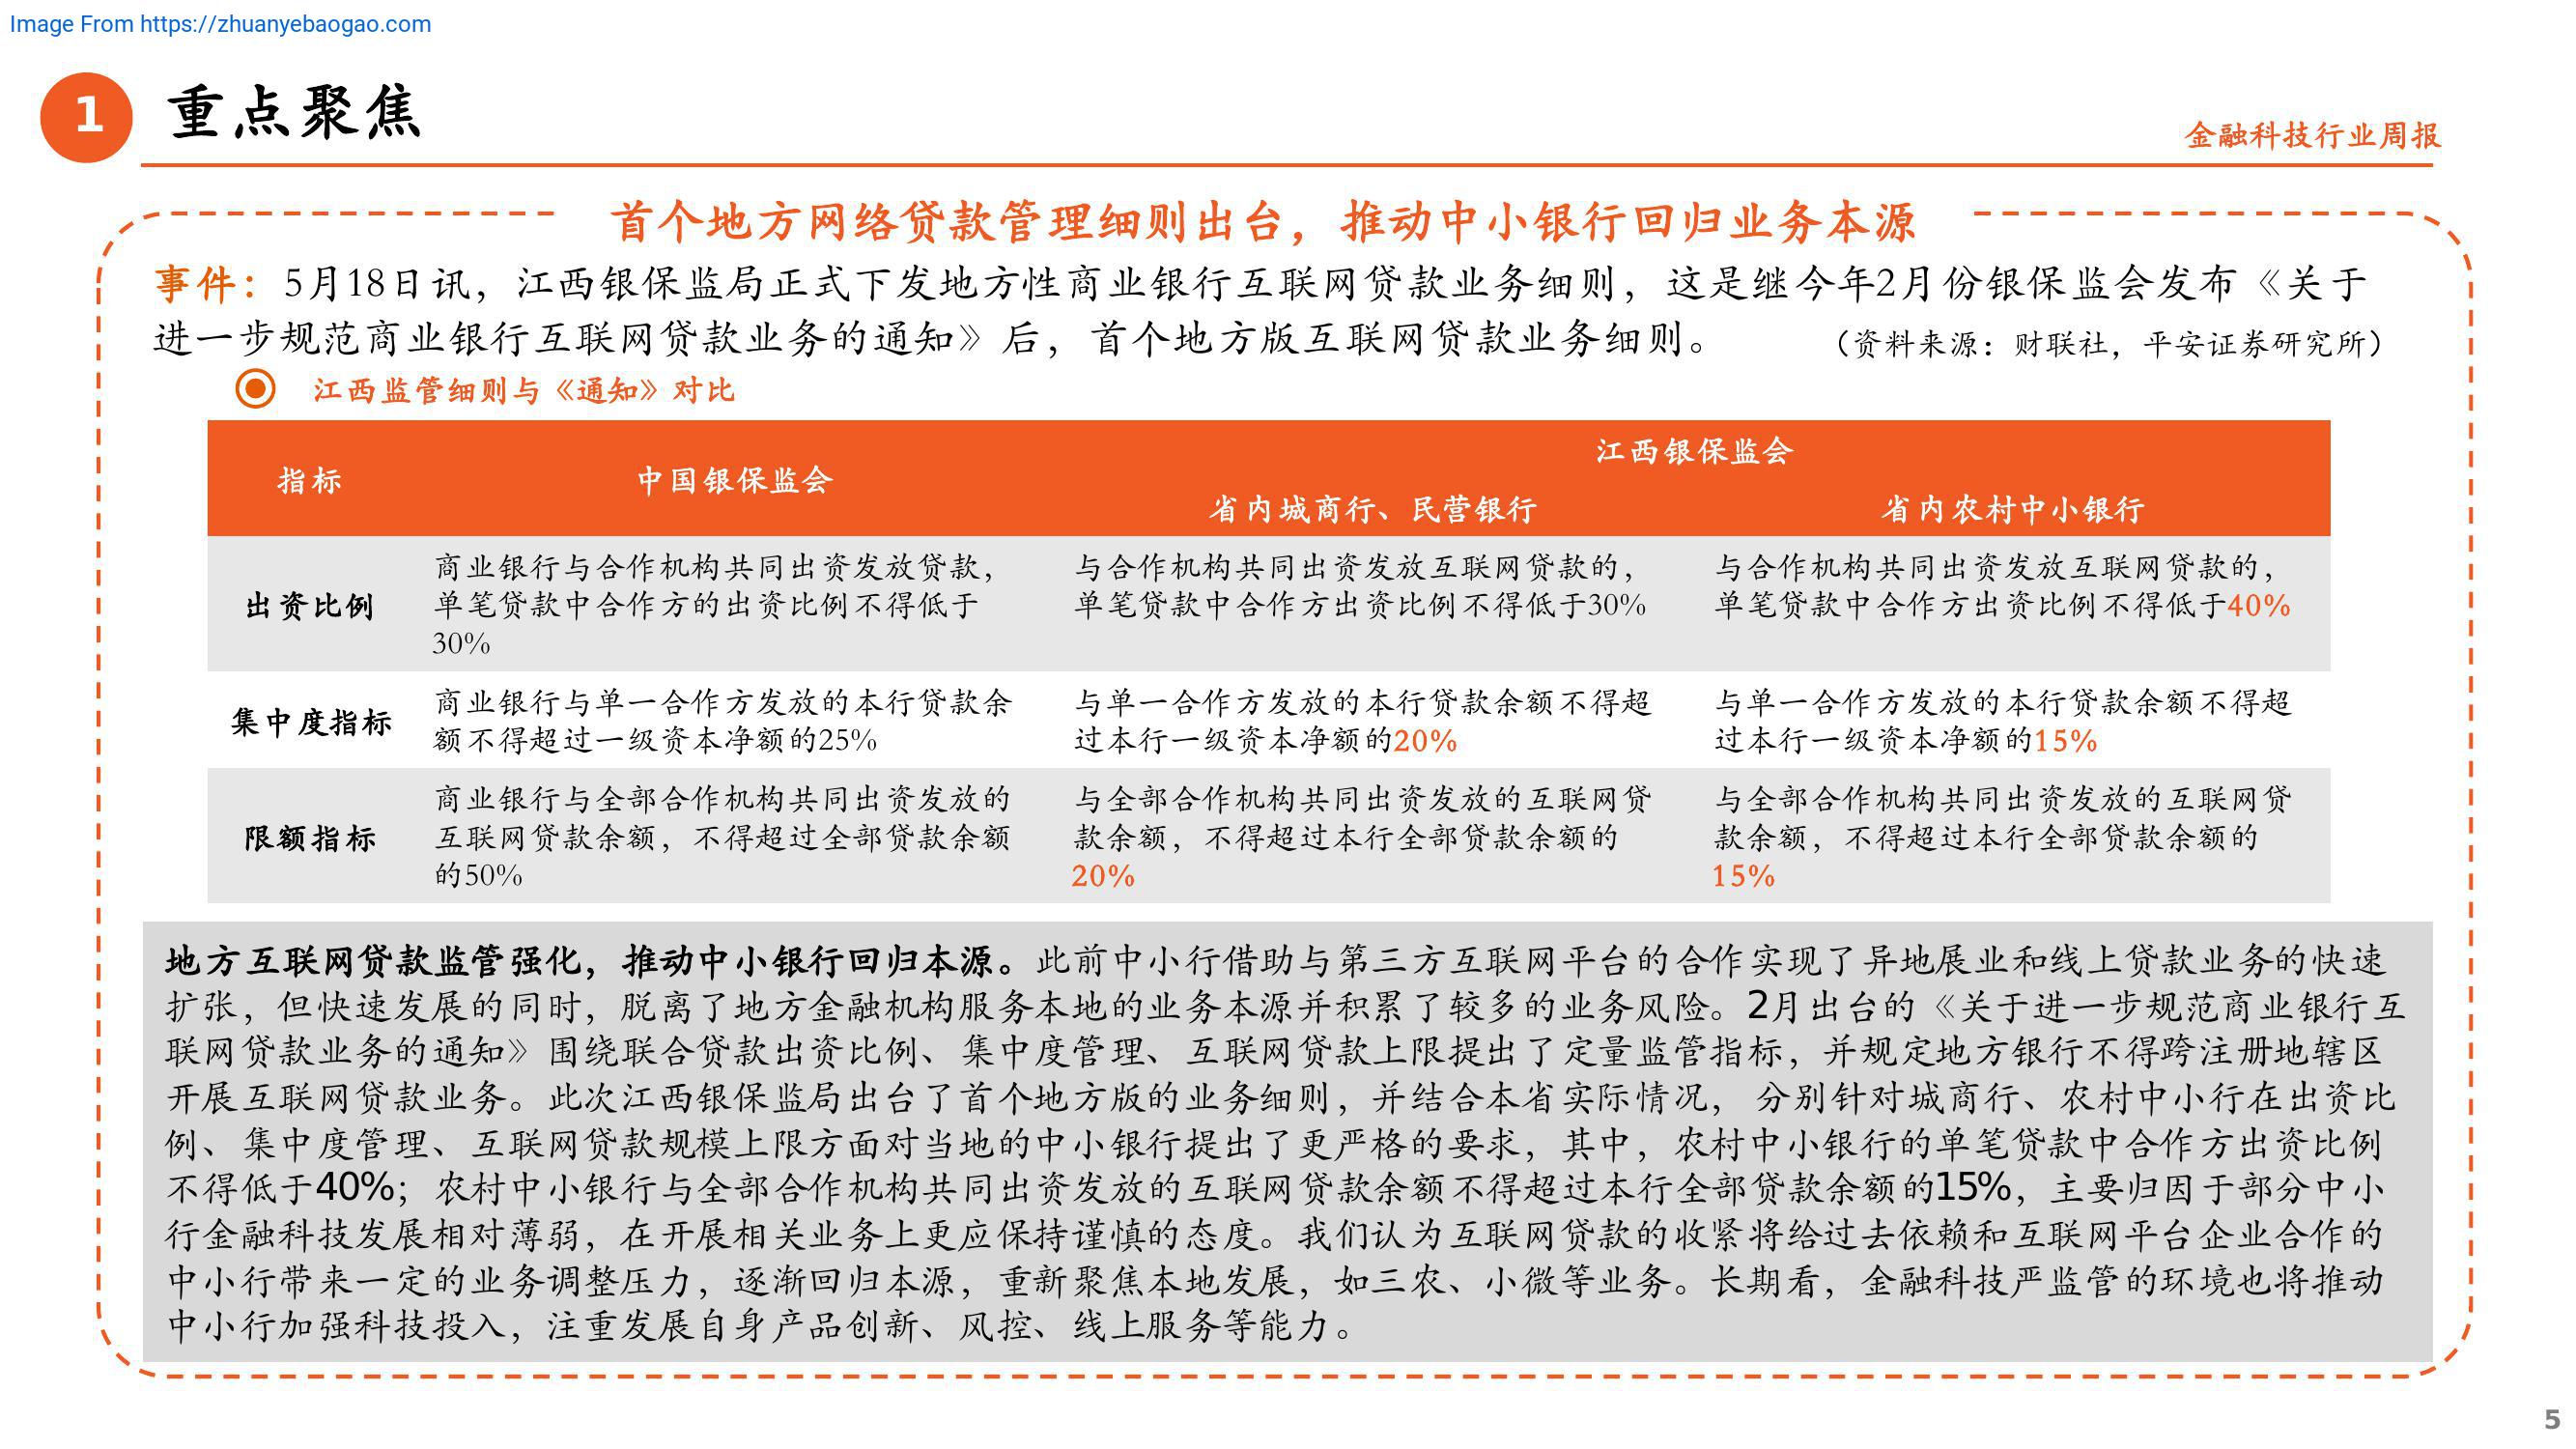 Image From https://zhuanyebaogao.com
1
重点聚焦
金融科技行业周报
首个地方网络贷款管理细则出台，推动中小银行回归业务本源
事件：5月18日讯，江西银保监局正式下发地方性商业银行互联网贷款业务细则，这是继今年2月份银保监会发布《关于
进一步规范商业银行互联网贷款业务的通知》后，首个地方版互联网贷款业务细则。
（资料来源：财联社，平安证券研究所）
江西监管细则与《通知》对比
指标
中国银保监会
江西银保监会
省内城商行、民营银行
省内农村中小银行
出资比例
商业银行与合作机构共同出资发放贷款，
单笔贷款中合作方的出资比例不得低于
30%
与合作机构共同出资发放互联网贷款的，
单笔贷款中合作方出资比例不得低于30%
与合作机构共同出资发放互联网贷款的，
单笔贷款中合作方出资比例不得低于40%
集中度指标
商业银行与单一合作方发放的本行贷款余
额不得超过一级资本净额的25%
与单一合作方发放的本行贷款余额不得超
过本行一级资本净额的20%
与单一合作方发放的本行贷款余额不得超
过本行一级资本净额的15%
限额指标
商业银行与全部合作机构共同出资发放的
互联网贷款余额，不得超过全部贷款余额
的50%
与全部合作机构共同出资发放的互联网贷
款余额，不得超过本行全部贷款余额的
20%
与全部合作机构共同出资发放的互联网贷
款余额，不得超过本行全部贷款余额的
15%
地方互联网贷款监管强化，推动中小银行回归本源。此前中小行借助与第三方互联网平台的合作实现了异地展业和线上贷款业务的快速
扩张，但快速发展的同时，脱离了地方金融机构服务本地的业务本源并积累了较多的业务风险。2月出台的《关于进一步规范商业银行互
联网贷款业务的通知》围绕联合贷款出资比例、集中度管理、互联网贷款上限提出了定量监管指标，并规定地方银行不得跨注册地辖区
开展互联网贷款业务。此次江西银保监局出台了首个地方版的业务细则，并结合本省实际情况，分别针对城商行、农村中小行在出资比
例、集中度管理、互联网贷款规模上限方面对当地的中小银行提出了更严格的要求，其中，农村中小银行的单笔贷款中合作方出资比例
不得低于40%；农村中小银行与全部合作机构共同出资发放的互联网贷款余额不得超过本行全部贷款余额的15%，主要归因于部分中小
行金融科技发展相对薄弱，在开展相关业务上更应保持谨慎的态度。我们认为互联网贷款的收紧将给过去依赖和互联网平台企业合作的
中小行带来一定的业务调整压力，逐渐回归本源，重新聚焦本地发展，如三农、小微等业务。长期看，金融科技严监管的环境也将推动
中小行加强科技投入，注重发展自身产品创新、风控、线上服务等能力。
5